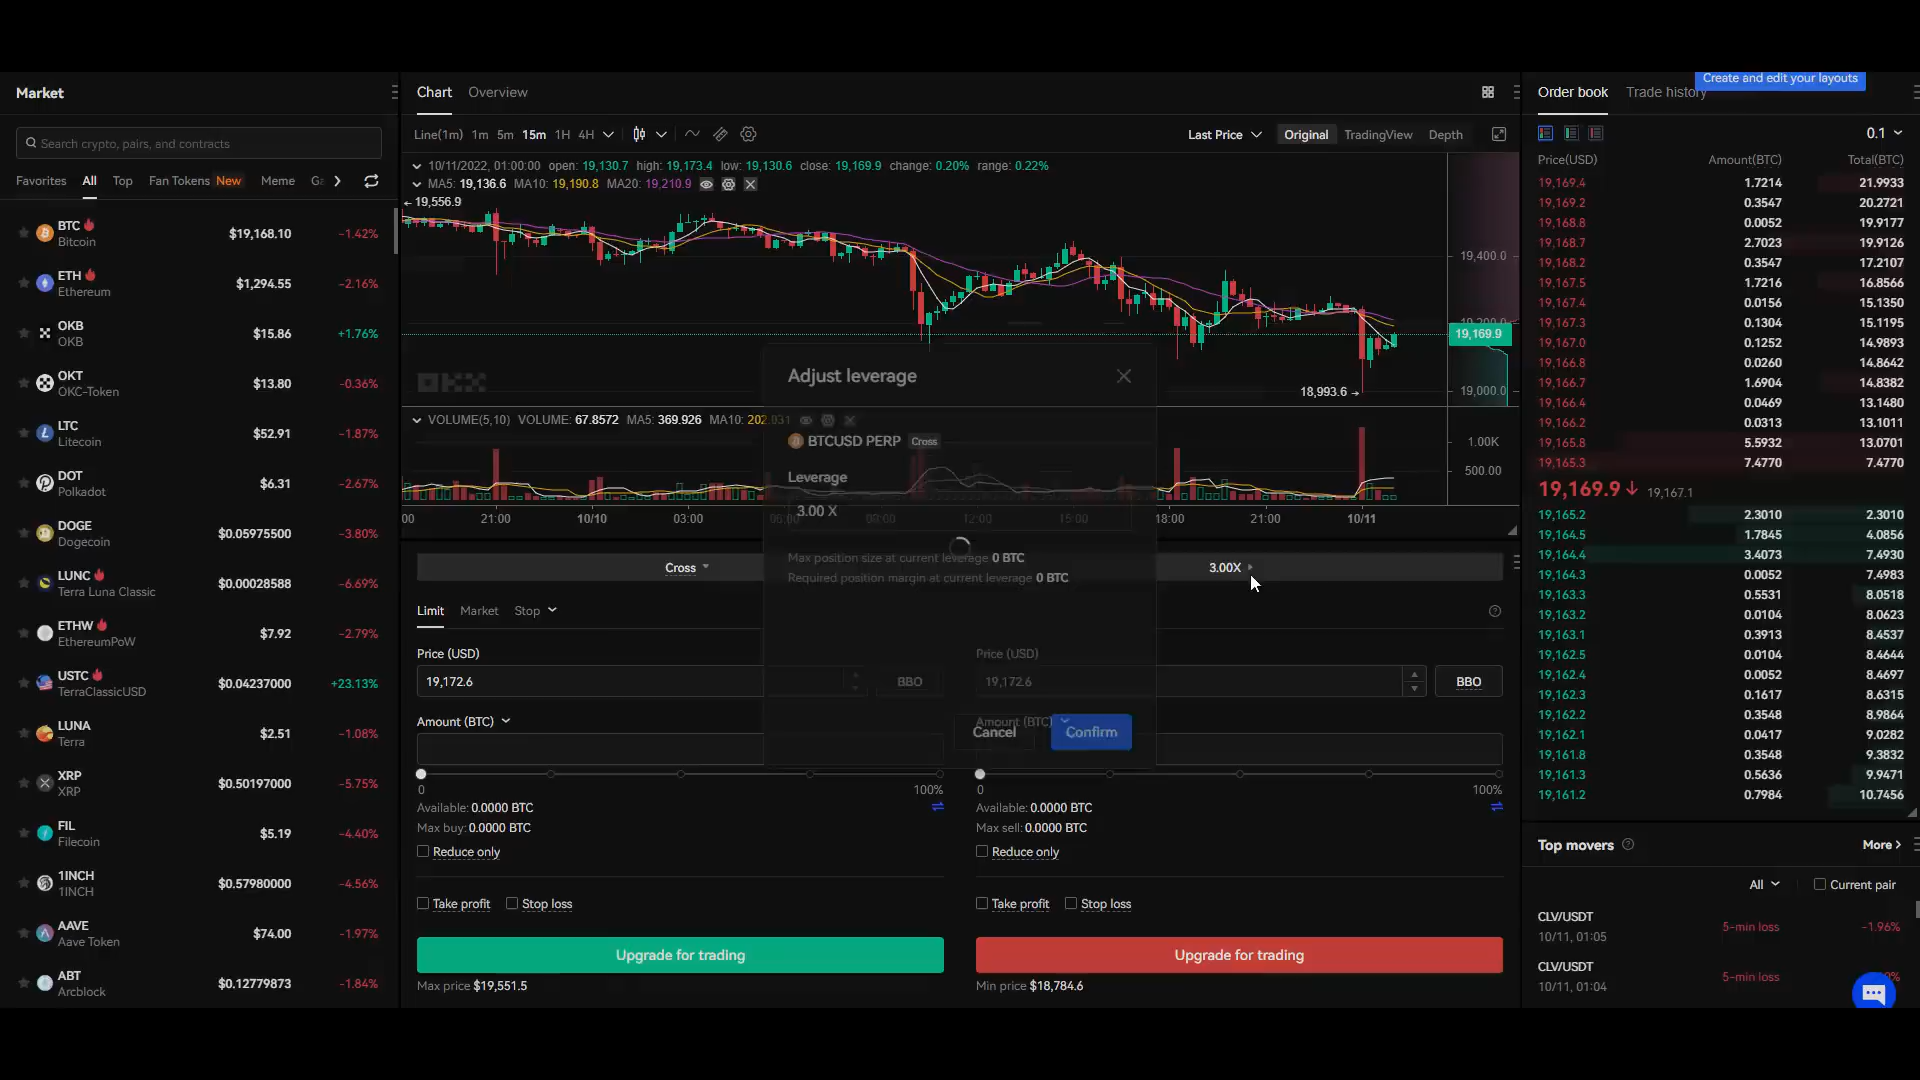 Market
Search crypto, pairs, and contracts
Favorites All Top Fan Tokens New Meme Ga
BTC $19,168.10 -1.42%
Bitcoin
ETH $1,294.55 -2.16%
Ethereum
OKB $15.86 +1.76%
OKB
OKT $13.80 -0.36%
OKC-Token
LTC $52.91 -1.87%
Litecoin
DOT $6.31 -2.67%
Polkadot
DOGE $0.05975500 -3.80%
Dogecoin
LUNC $0.00028588 -6.69%
Terra Luna Classic
ETHW $7.92 -2.79%
EthereumPoW
USTC $0.04237000 +23.13%
TerraClassicUSD
LUNA $2.51 -1.08%
Terra
XRP $0.50197000 -5.75%
XRP
FIL $5.19 -4.40%
Filecoin
1INCH $0.57980000 -4.56%
1INCH
AAVE $74.00 -1.97%
Aave Token
ABT $0.12779873 -1.84%
Arcblock
Chart Overview
Line(1m) 1m 5m 15m 1H 4H Last Price Original TradingView Depth
10/11/2022, 01:00:00 open: 19,130.7 high: 19,173.4 low: 19,130.6 close: 19,169.9 change: 0.20% range: 0.22%
MA5: 19,136.6 MA10: 19,190.8 MA20: 19,210.9
19,556.9
19,400.0
19,200.0
19,169.9
19,000.0
18,993.6
OKX
VOLUME(5,10) VOLUME: 67.8572 MA5: 369.926 MA10: 202.031
1.00K
500.00
00 21:00 10/10 03:00 06:00 09:00 12:00 15:00 18:00 21:00 10/11
Adjust leverage
BTCUSD PERP Cross
Leverage
3.00 X
Max position size at current leverage 0 BTC
Required position margin at current leverage 0 BTC
Cancel Confirm
Cross 3.00X
Limit Market Stop
Price (USD) Price (USD)
19,172.6 BBO 19,172.6 BBO
Amount (BTC) Amount (BTC)
0 100% 0 100%
Available: 0.0000 BTC Available: 0.0000 BTC
Max buy: 0.0000 BTC Max sell: 0.0000 BTC
Reduce only Reduce only
Take profit Stop loss Take profit Stop loss
Upgrade for trading Upgrade for trading
Max price $19,551.5 Min price $18,784.6
Create and edit your layouts
Order book Trade history
0.1
Price(USD) Amount(BTC) Total(BTC)
19,169.4 1.7214 21.9933
19,169.2 0.3547 20.2721
19,168.8 0.0052 19.9177
19,168.7 2.7023 19.9126
19,168.2 0.3547 17.2107
19,167.5 1.7216 16.8566
19,167.4 0.0156 15.1350
19,167.3 0.1304 15.1195
19,167.0 0.1252 14.9893
19,166.8 0.0260 14.8642
19,166.7 1.6904 14.8382
19,166.4 0.0469 13.1480
19,166.2 0.0313 13.1011
19,165.8 5.5932 13.0701
19,165.3 7.4770 7.4770
19,169.9 19,167.1
19,165.2 2.3010 2.3010
19,164.5 1.7845 4.0856
19,164.4 3.4073 7.4930
19,164.3 0.0052 7.4983
19,163.3 0.5531 8.0518
19,163.2 0.0104 8.0623
19,163.1 0.3913 8.4537
19,162.5 0.0104 8.4644
19,162.4 0.0052 8.4697
19,162.3 0.1617 8.6315
19,162.2 0.3548 8.9864
19,162.1 0.0417 9.0282
19,161.8 0.3548 9.3832
19,161.3 0.5636 9.9471
19,161.2 0.7984 10.7456
Top movers More
All Current pair
CLV/USDT 5-min loss -1.96%
10/11, 01:05
CLV/USDT 5-min loss
10/11, 01:04